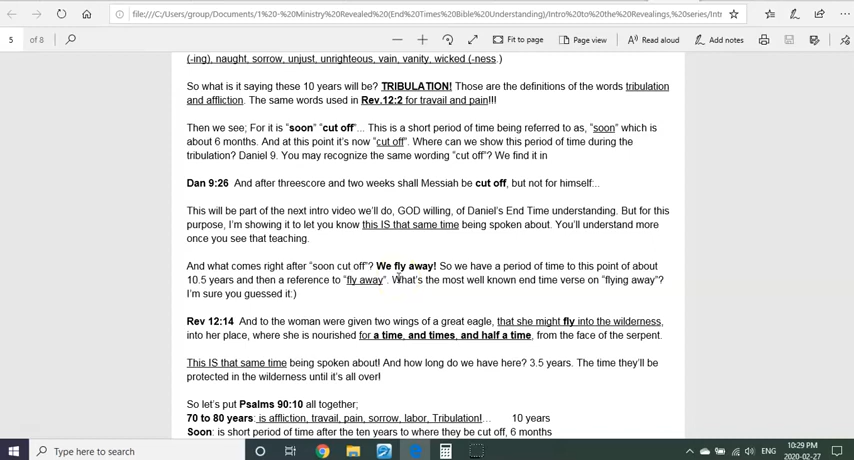 file:///C:/Users/group/Documents/1%20-%20Ministry%20Revealed%20(End%20Times%20Bible%20Understanding)/Intro%20to%20the%20Revealings,%20series/Intr
5 of 8
Fit to page
Page view
Read aloud
Add notes
(-ing), naught, sorrow, unjust, unrighteous, vain, vanity, wicked (-ness.)
So what is it saying these 10 years will be? TRIBULATION! Those are the definitions of the words tribulation
and affliction. The same words used in Rev.12:2 for travail and pain!!!
Then we see; For it is "soon" "cut off"... This is a short period of time being referred to as, "soon" which is
about 6 months. And at this point it's now "cut off". Where can we show this period of time during the
tribulation? Daniel 9. You may recognize the same wording "cut off"? We find it in
Dan 9:26 And after threescore and two weeks shall Messiah be cut off, but not for himself:..
This will be part of the next intro video we'll do, GOD willing, of Daniel's End Time understanding. But for this
purpose, I'm showing it to let you know this IS that same time being spoken about. You'll understand more
once you see that teaching.
And what comes right after "soon cut off"? We fly away! So we have a period of time to this point of about
10.5 years and then a reference to "fly away". What's the most well known end time verse on "flying away"?
I'm sure you guessed it:)
Rev 12:14 And to the woman were given two wings of a great eagle, that she might fly into the wilderness,
into her place, where she is nourished for a time, and times, and half a time, from the face of the serpent.
This IS that same time being spoken about! And how long do we have here? 3.5 years. The time they'll be
protected in the wilderness until it's all over!
So let's put Psalms 90:10 all together;
70 to 80 years: is affliction, travail, pain, sorrow, labor, Tribulation!... 10 years
Soon: is short period of time after the ten years to where they be cut off, 6 months
Type here to search
ENG
10:29 PM
2020-02-27